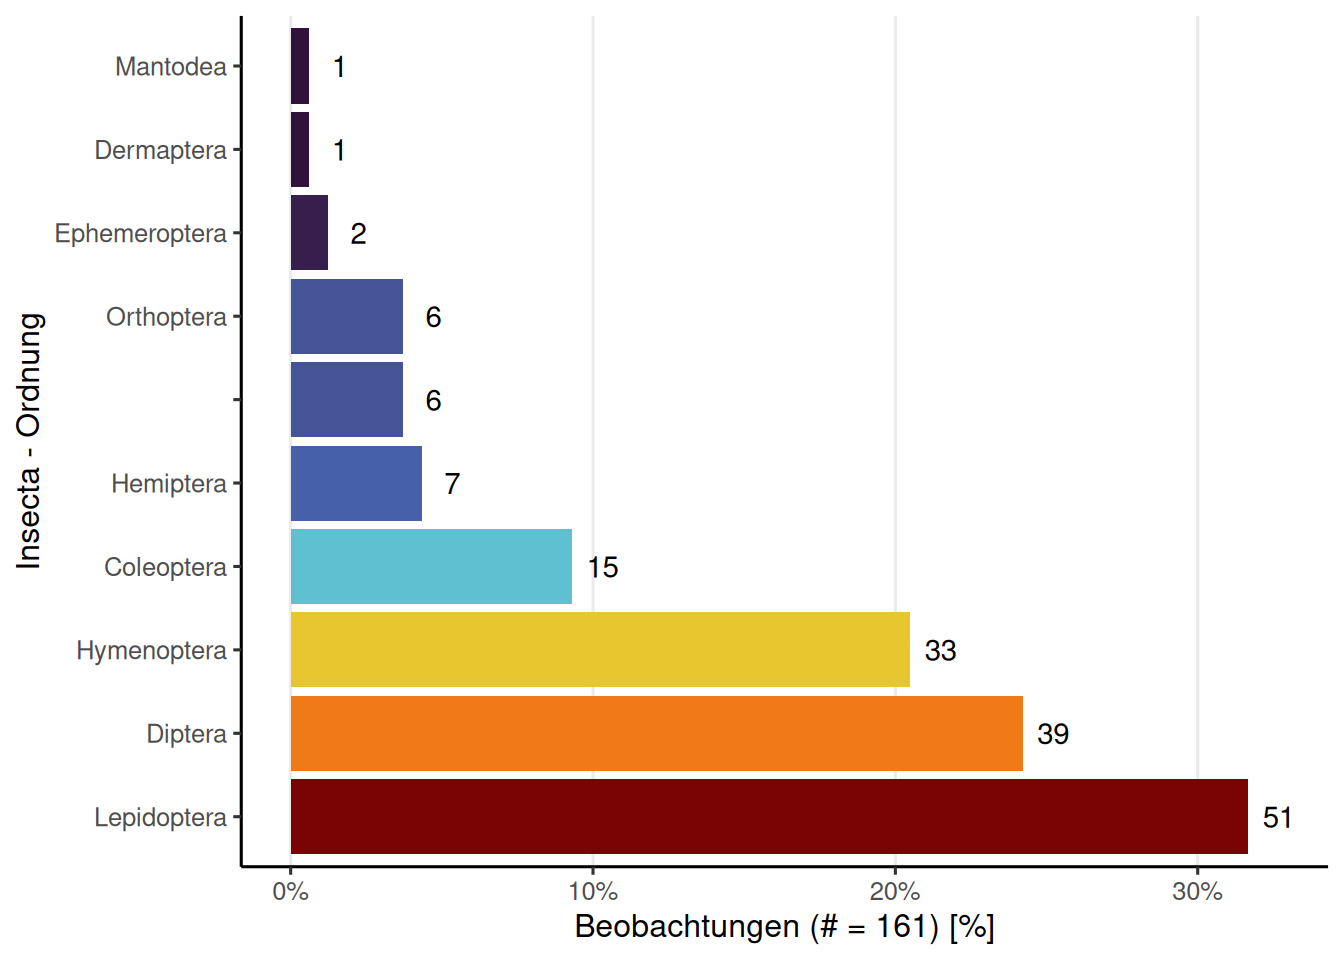 Insecta - Ordnung
Mantodea 1
Dermaptera 1
Ephemeroptera 2
Orthoptera 6
6
Hemiptera 7
Coleoptera 15
Hymenoptera 33
Diptera 39
Lepidoptera 51
0% 10% 20% 30%
Beobachtungen (# = 161) [%]